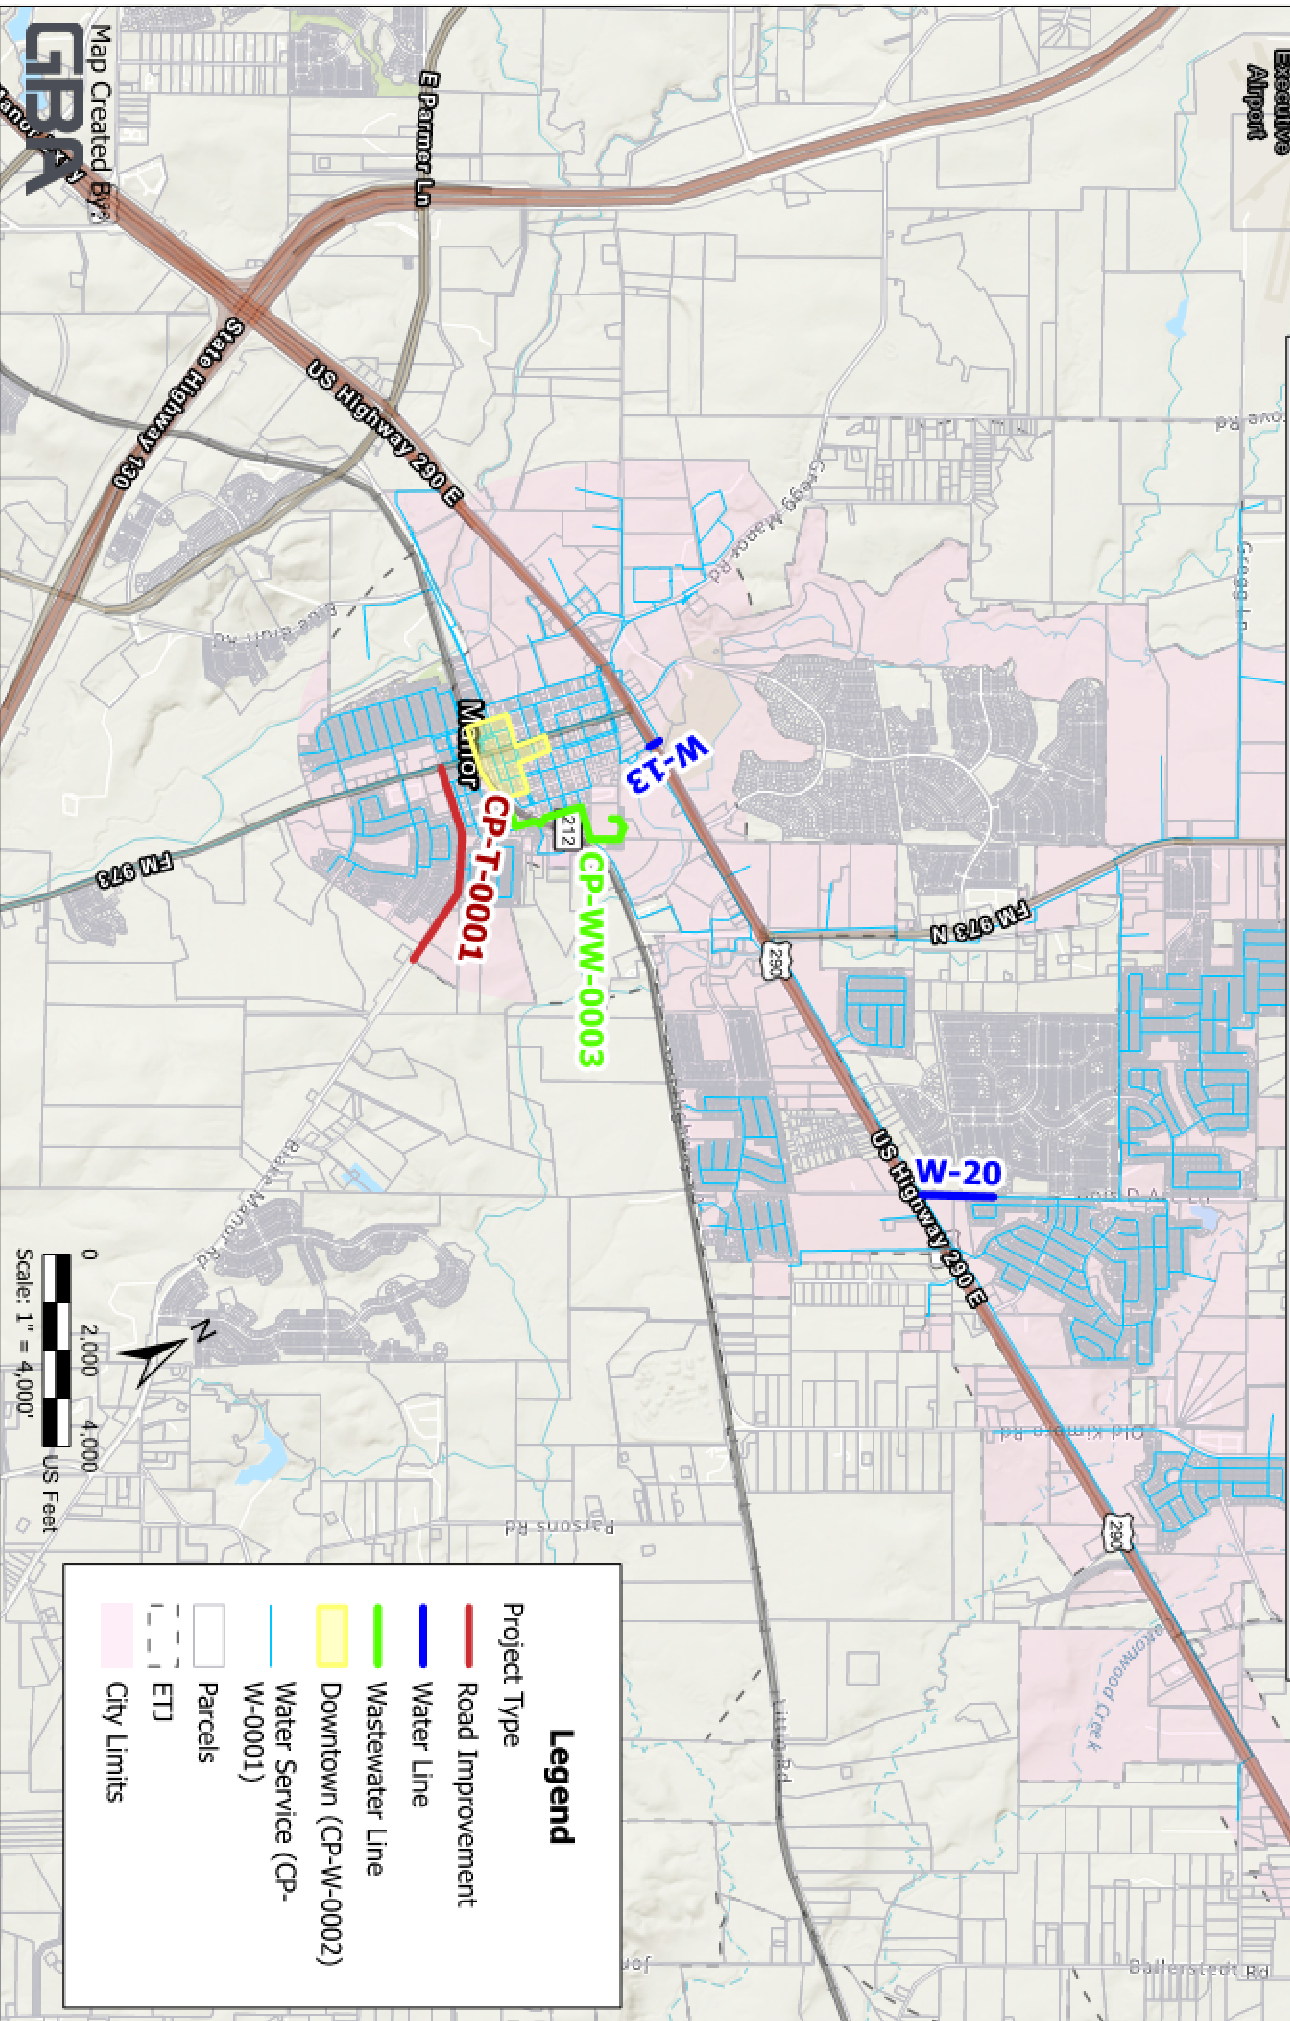 Executive
Airport
Map Created By:
GBA
Manor
E Parmer Ln
State Highway 130
US Highway 290 E
Gregg Manor Rd
Gregg Ln
Manor
W-13
212
CP-T-0001
CP-WW-0003
FM 973
FM 973 N
290
US Highway 290 E
W-20
Blake Manor Rd
Old Kimbro Rd
290
Parsons Rd
Cottonwood Creek
Littig Rd
Ballerstedt Rd
N
0 2,000 4,000
US Feet
Scale: 1" = 4,000'
Legend
Project Type
Road Improvement
Water Line
Wastewater Line
Downtown (CP-W-0002)
Water Service (CP-
W-0001)
Parcels
ETJ
City Limits